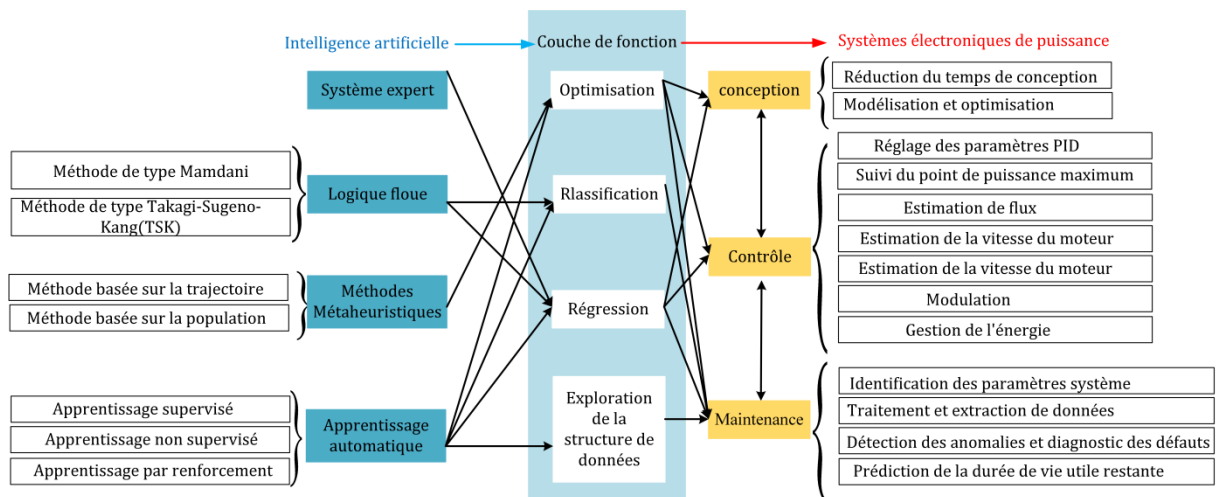 Intelligence artificielle
Couche de fonction
Systèmes électroniques de puissance
Méthode de type Mamdani
Méthode de type Takagi-Sugeno-
Kang(TSK)
Méthode basée sur la trajectoire
Méthode basée sur la population
Apprentissage supervisé
Apprentissage non supervisé
Apprentissage par renforcement
Système expert
Logique floue
Méthodes
Métaheuristiques
Apprentissage
automatique
Optimisation
Rlassification
Régression
Exploration
de la
structure de
données
conception
Contrôle
Maintenance
Réduction du temps de conception
Modélisation et optimisation
Réglage des paramètres PID
Suivi du point de puissance maximum
Estimation de flux
Estimation de la vitesse du moteur
Estimation de la vitesse du moteur
Modulation
Gestion de l'énergie
Identification des paramètres système
Traitement et extraction de données
Détection des anomalies et diagnostic des défauts
Prédiction de la durée de vie utile restante